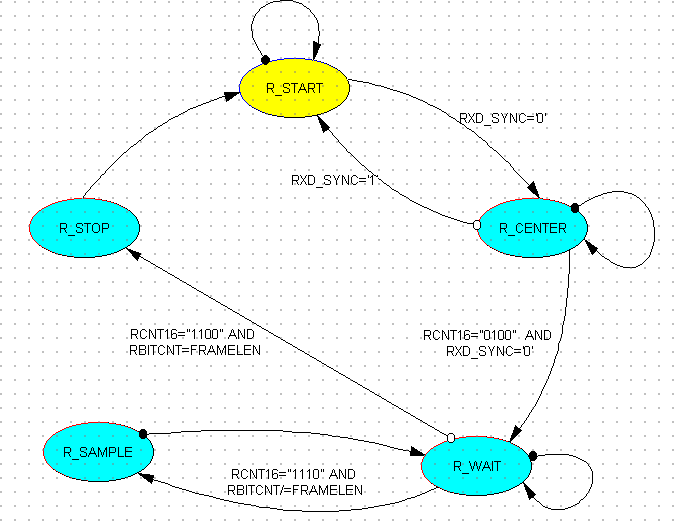 R_START
RXD_SYNC='0'
RXD_SYNC='1'
R_STOP
R_CENTER
RCNT16="1100" AND
RBITCNT=FRAMELEN
RCNT16="0100" AND
RXD_SYNC='0'
R_SAMPLE
R_WAIT
RCNT16="1110" AND
RBITCNT/=FRAMELEN